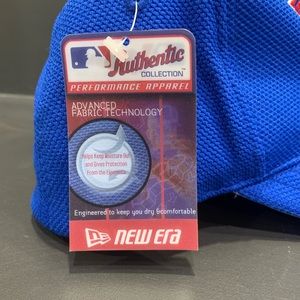 Authentic
COLLECTION™
PERFORMANCE APPAREL
ADVANCED
FABRIC TECHNOLOGY
Helps Keep Moisture Out
and Gives Protection
From the Elements
Engineered to keep you dry & comfortable
NEW ERA